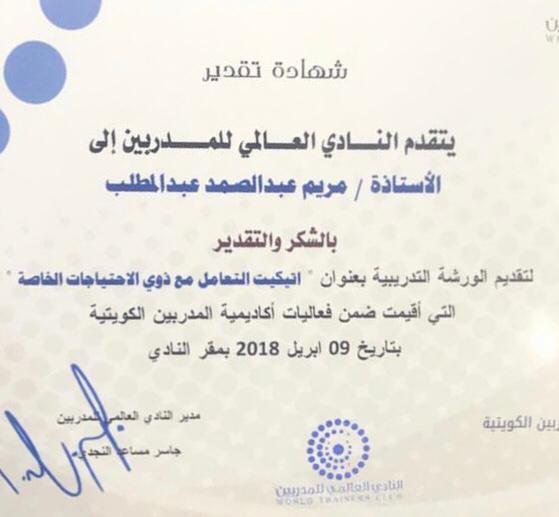 شهادة تقدير
يتقدم النادي العالمي للمدربين إلى
الأستاذة / مريم عبدالصمد عبدالمطلب
بالشكر والتقدير
لتقديم الورشة التدريبية بعنوان " اتيكيت التعامل مع ذوي الاحتياجات الخاصة "
التي أقيمت ضمن فعاليات أكاديمية المدربين الكويتية
بتاريخ 09 ابريل 2018 بمقر النادي
مدير النادي العالمي للمدربين
جاسر مساعد النجدي
الكويتية
النادي العالمي للمدربين
WORLD TRAINERS CLUB